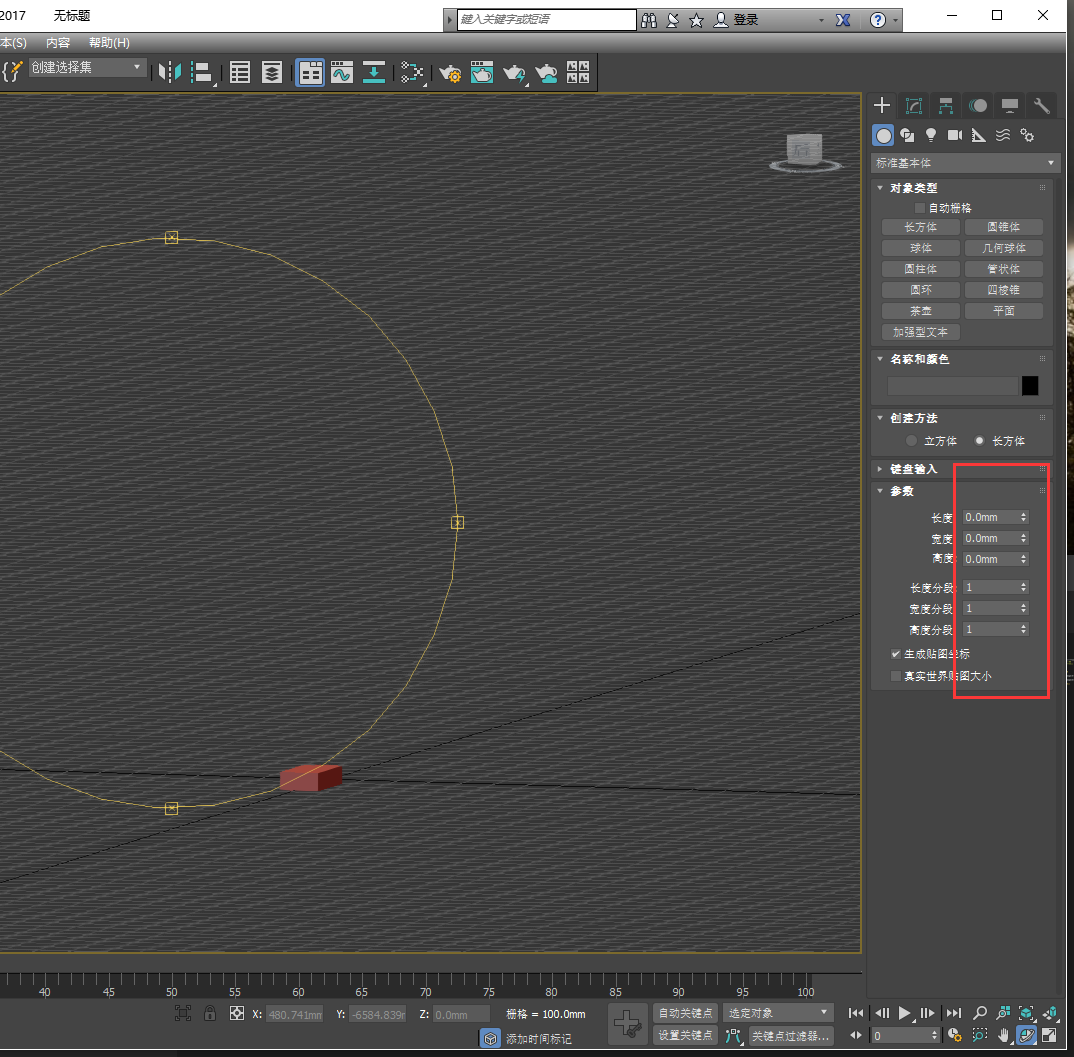 2017 无标题
键入关键字或短语 登录
本(S) 内容 帮助(H)
创建选择集
后
标准基本体
对象类型
自动栅格
长方体 圆锥体
球体 几何球体
圆柱体 管状体
圆环 四棱锥
茶壶 平面
加强型文本
名称和颜色
创建方法
立方体 长方体
键盘输入
参数
长度: 0.0mm
宽度: 0.0mm
高度: 0.0mm
长度分段: 1
宽度分段: 1
高度分段: 1
生成贴图坐标
真实世界贴图大小
40 45 50 55 60 65 70 75 80 85 90 95 100
X: 480.741mm Y: -6584.839m Z: 0.0mm 栅格 = 100.0mm 自动关键点 选定对象
添加时间标记 设置关键点 关键点过滤器... 0